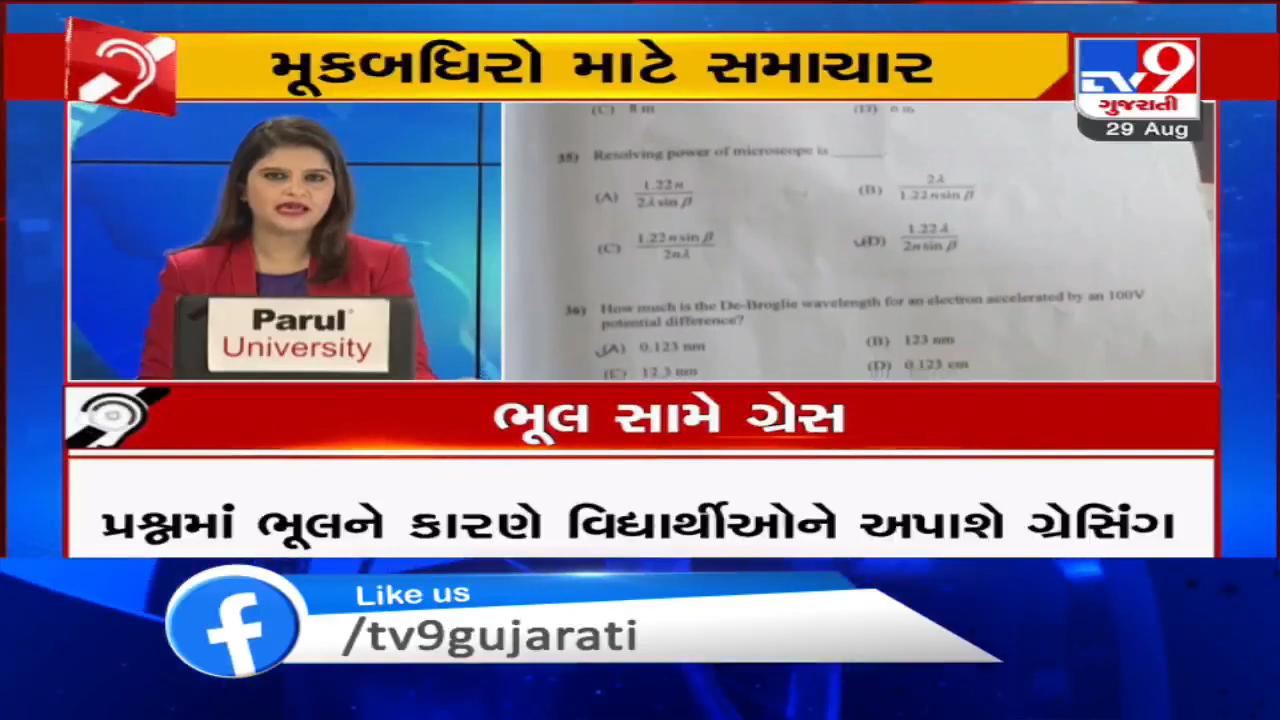 મૂકબધિરો માટે સમાચાર
TV9
ગુજરાતી
29 Aug
(C) 8 m (D) 6 m
35) Resolving power of microscope is ______
(A) 1.22 n / 2λ sin β (B) 2λ / 1.22 n sin β
(C) 1.22 n sin β / 2nλ (D) 1.22 λ / 2n sin β
36) How much is the De-Broglie wavelength for an electron accelerated by an 100V
potential difference?
(A) 0.123 nm (B) 123 nm
(C) 12.3 nm (D) 0.123 cm
Parul
University
ભૂલ સામે ગ્રેસ
પ્રશ્નમાં ભૂલને કારણે વિદ્યાર્થીઓને અપાશે ગ્રેસિંગ
Like us
/tv9gujarati